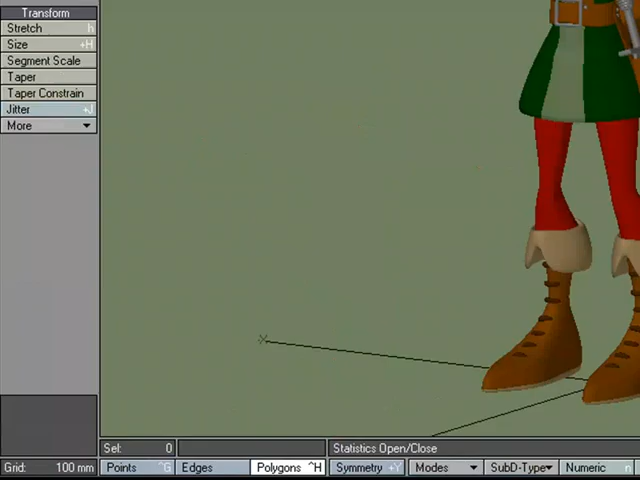 Transform
Stretch h
Size +H
Segment Scale
Taper
Taper Constrain
Jitter +J
More
X
Sel: 0
Statistics Open/Close
Grid: 100 mm
Points ^G
Edges
Polygons ^H
Symmetry +Y
Modes
SubD-Type
Numeric n